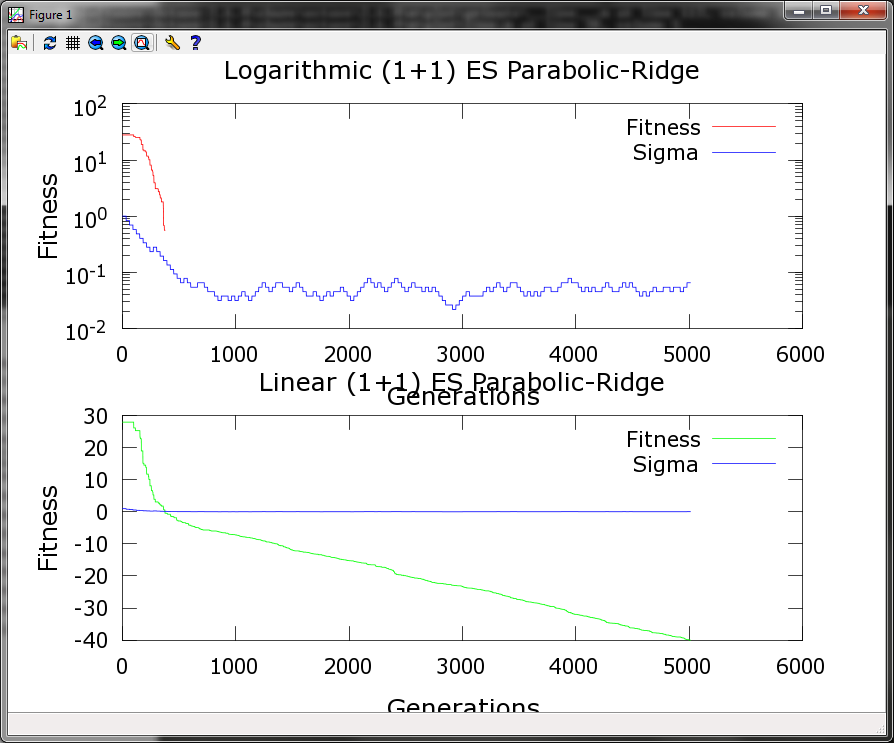 Figure 1
Logarithmic (1+1) ES Parabolic-Ridge
Fitness
Sigma
10^2
10^1
10^0
10^-1
10^-2
Fitness
0 1000 2000 3000 4000 5000 6000
Generations
Linear (1+1) ES Parabolic-Ridge
Fitness
Sigma
30
20
10
0
-10
-20
-30
-40
Fitness
0 1000 2000 3000 4000 5000 6000
Generations